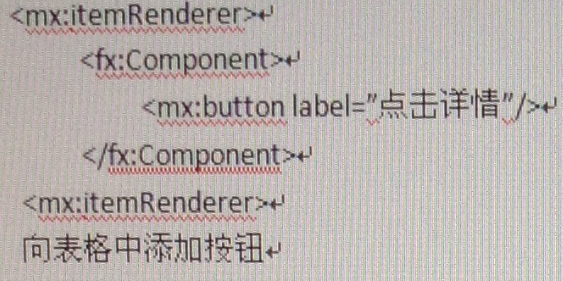 <mx:itemRenderer>
<fx:Component>
<mx:button label="点击详情"/>
</fx:Component>
<mx:itemRenderer>
向表格中添加按钮